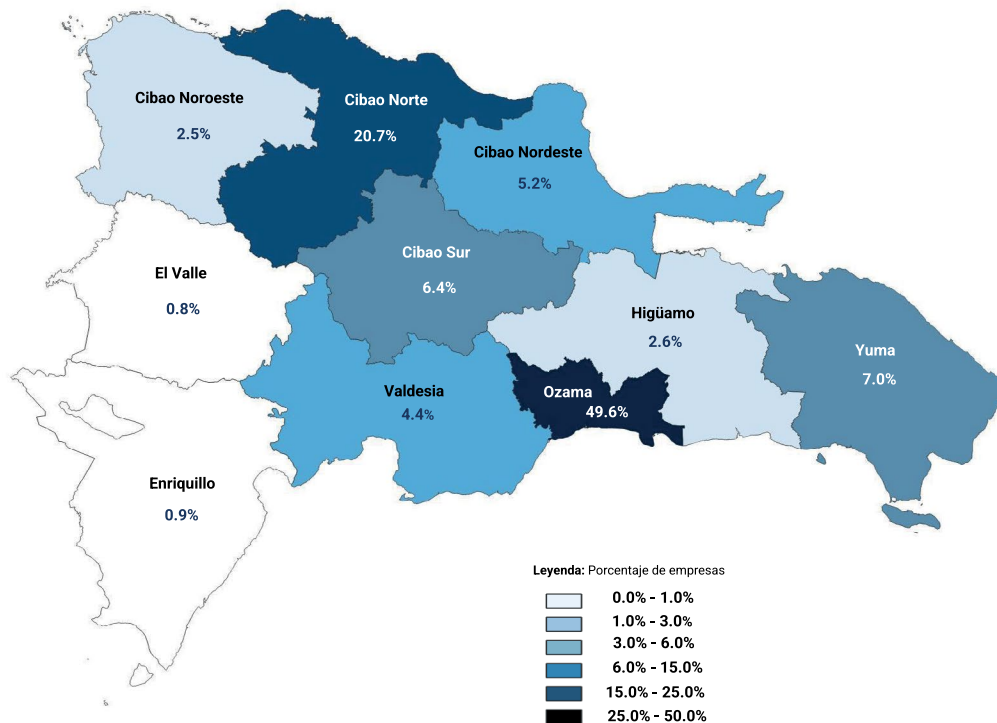 Cibao Noroeste
2.5%
Cibao Norte
20.7%
Cibao Nordeste
5.2%
El Valle
0.8%
Cibao Sur
6.4%
Higüamo
2.6%
Yuma
7.0%
Valdesia
4.4%
Ozama
49.6%
Enriquillo
0.9%
Leyenda: Porcentaje de empresas
0.0% - 1.0%
1.0% - 3.0%
3.0% - 6.0%
6.0% - 15.0%
15.0% - 25.0%
25.0% - 50.0%